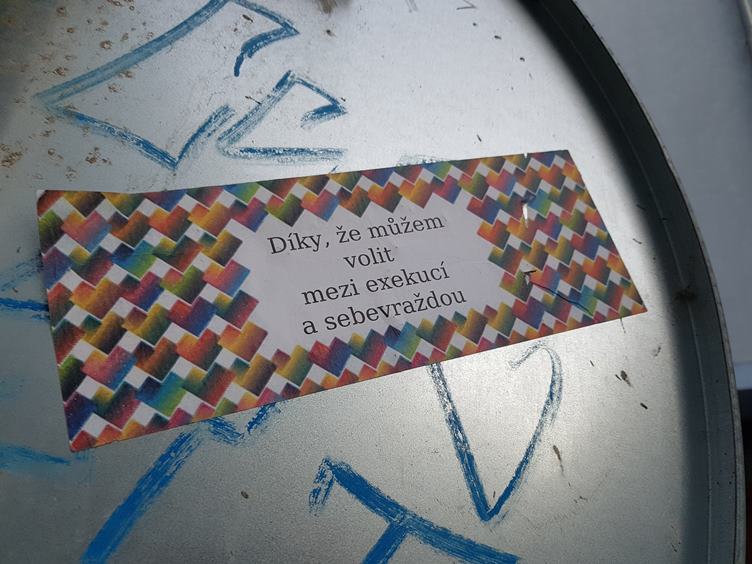 Díky, že můžem
volit
mezi exekucí
a sebevraždou